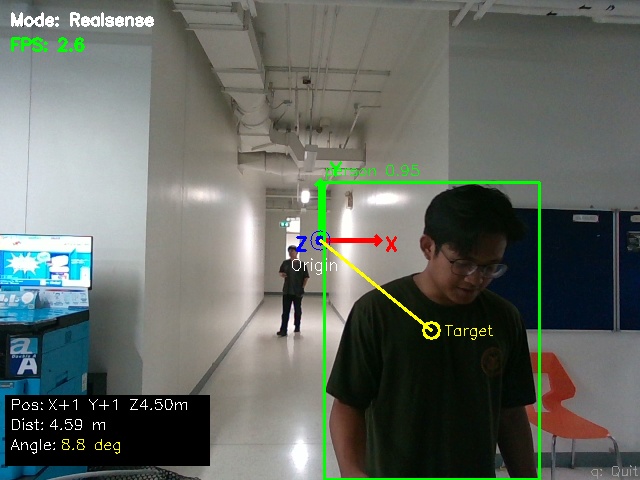 Mode: Realsense
FPS: 2.6
person 0.95
Y
Z
X
Origin
Target
a
Double A
A
Pos: X+1 Y+1 Z4.50m
Dist: 4.59 m
Angle: 8.8 deg
q: Quit